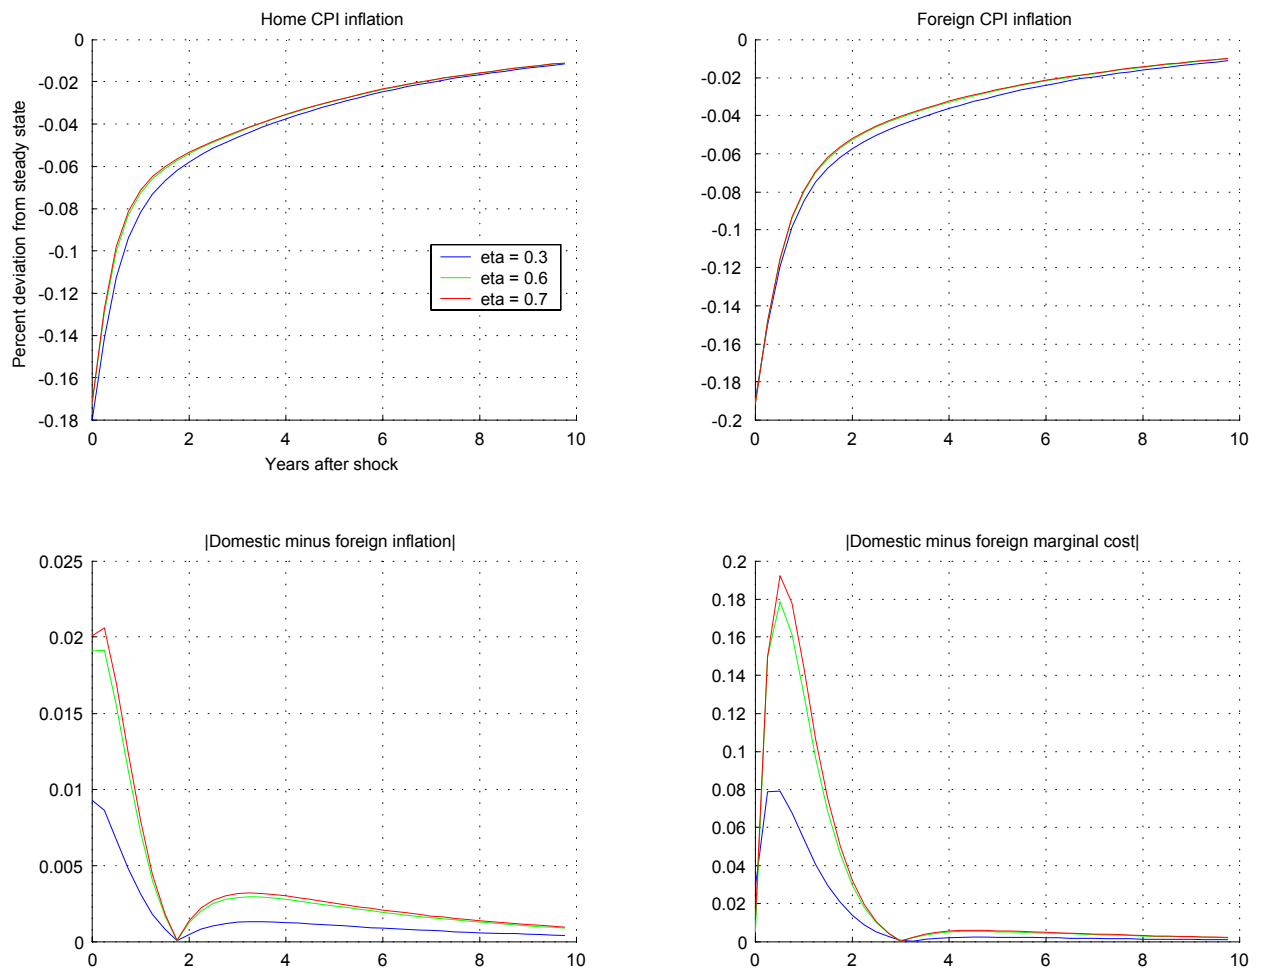 Home CPI inflation
0
-0.02
-0.04
-0.06
-0.08
-0.1
-0.12
-0.14
-0.16
-0.18
0 2 4 6 8 10
Percent deviation from steady state
Years after shock
eta = 0.3
eta = 0.6
eta = 0.7
Foreign CPI inflation
0
-0.02
-0.04
-0.06
-0.08
-0.1
-0.12
-0.14
-0.16
-0.18
-0.2
0 2 4 6 8 10
|Domestic minus foreign inflation|
0.025
0.02
0.015
0.01
0.005
0
0 2 4 6 8 10
|Domestic minus foreign marginal cost|
0.2
0.18
0.16
0.14
0.12
0.1
0.08
0.06
0.04
0.02
0
0 2 4 6 8 10